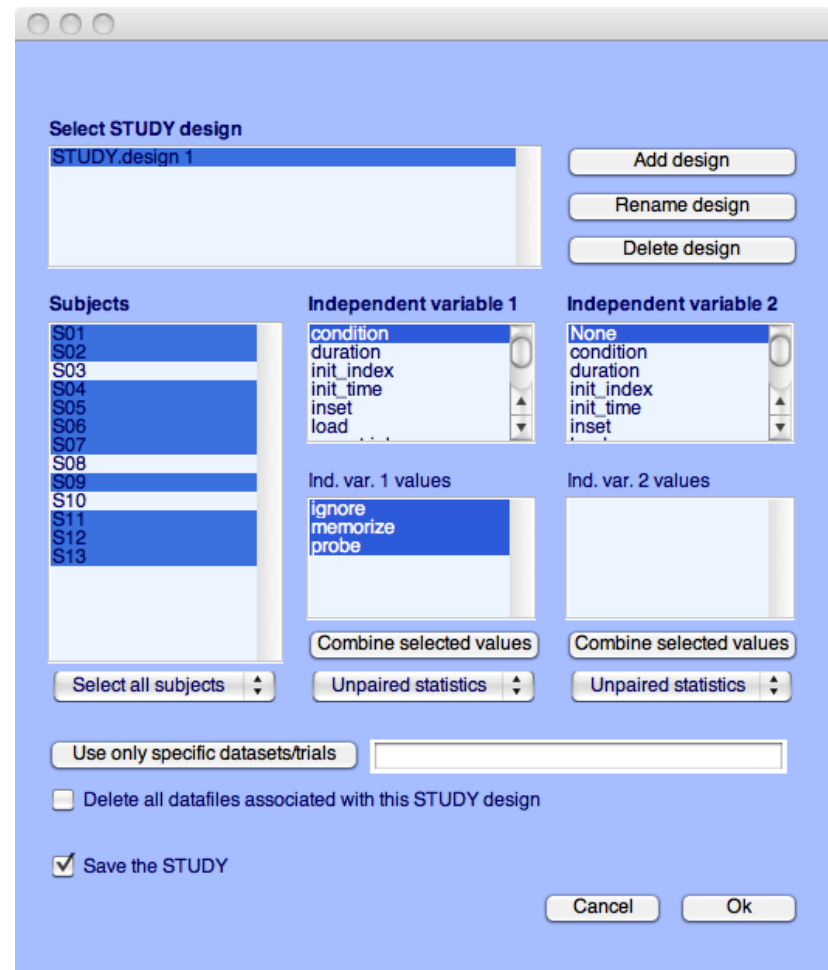 Select STUDY design
STUDY.design 1
Add design
Rename design
Delete design
Subjects
S01
S02
S03
S04
S05
S06
S07
S08
S09
S10
S11
S12
S13
Select all subjects
Independent variable 1
condition
duration
init_index
init_time
inset
load
Ind. var. 1 values
ignore
memorize
probe
Combine selected values
Unpaired statistics
Independent variable 2
None
condition
duration
init_index
init_time
inset
Ind. var. 2 values
Combine selected values
Unpaired statistics
Use only specific datasets/trials
Delete all datafiles associated with this STUDY design
Save the STUDY
Cancel
Ok